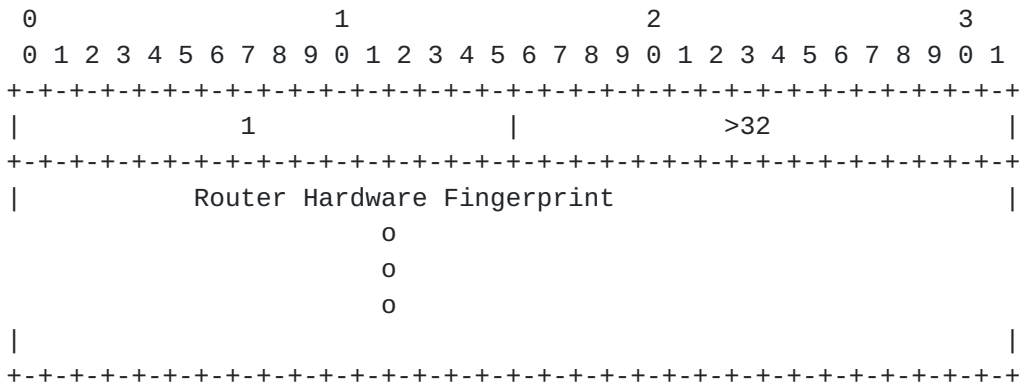 0                   1                   2                   3
 0 1 2 3 4 5 6 7 8 9 0 1 2 3 4 5 6 7 8 9 0 1 2 3 4 5 6 7 8 9 0 1
+-+-+-+-+-+-+-+-+-+-+-+-+-+-+-+-+-+-+-+-+-+-+-+-+-+-+-+-+-+-+-+-+
|              1                |             >32               |
+-+-+-+-+-+-+-+-+-+-+-+-+-+-+-+-+-+-+-+-+-+-+-+-+-+-+-+-+-+-+-+-+
|           Router Hardware Fingerprint                         |
                        o
                        o
                        o
|                                                               |
+-+-+-+-+-+-+-+-+-+-+-+-+-+-+-+-+-+-+-+-+-+-+-+-+-+-+-+-+-+-+-+-+